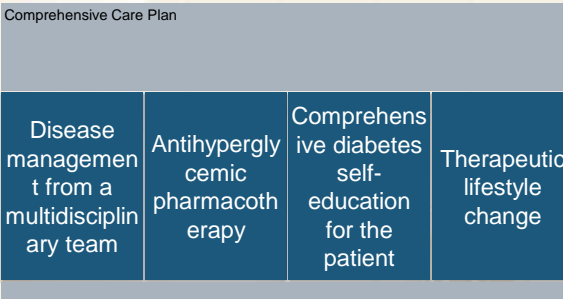 Comprehensive Care Plan
Disease
managemen
t from a
multidisciplin
ary team
Antihypergly
cemic
pharmacoth
erapy
Comprehens
ive diabetes
self-
education
for the
patient
Therapeutic
lifestyle
change